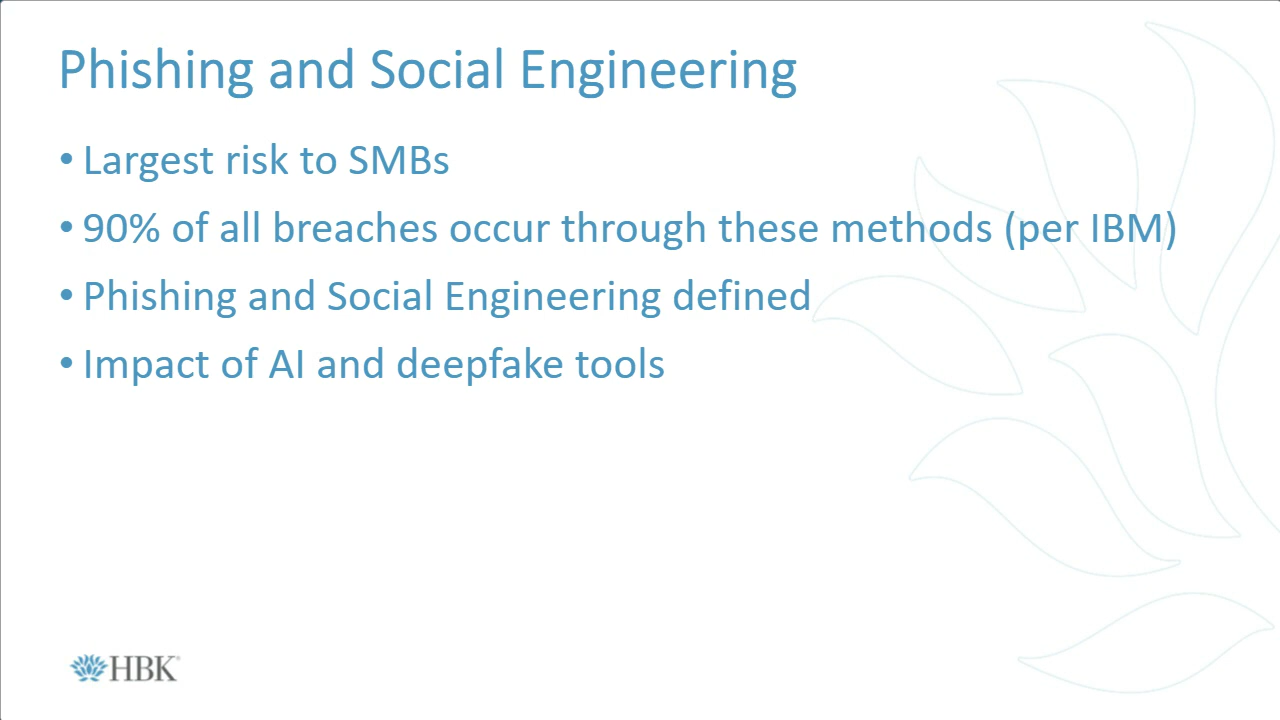 Phishing and Social Engineering
• Largest risk to SMBs
• 90% of all breaches occur through these methods (per IBM)
• Phishing and Social Engineering defined
• Impact of AI and deepfake tools
HBK